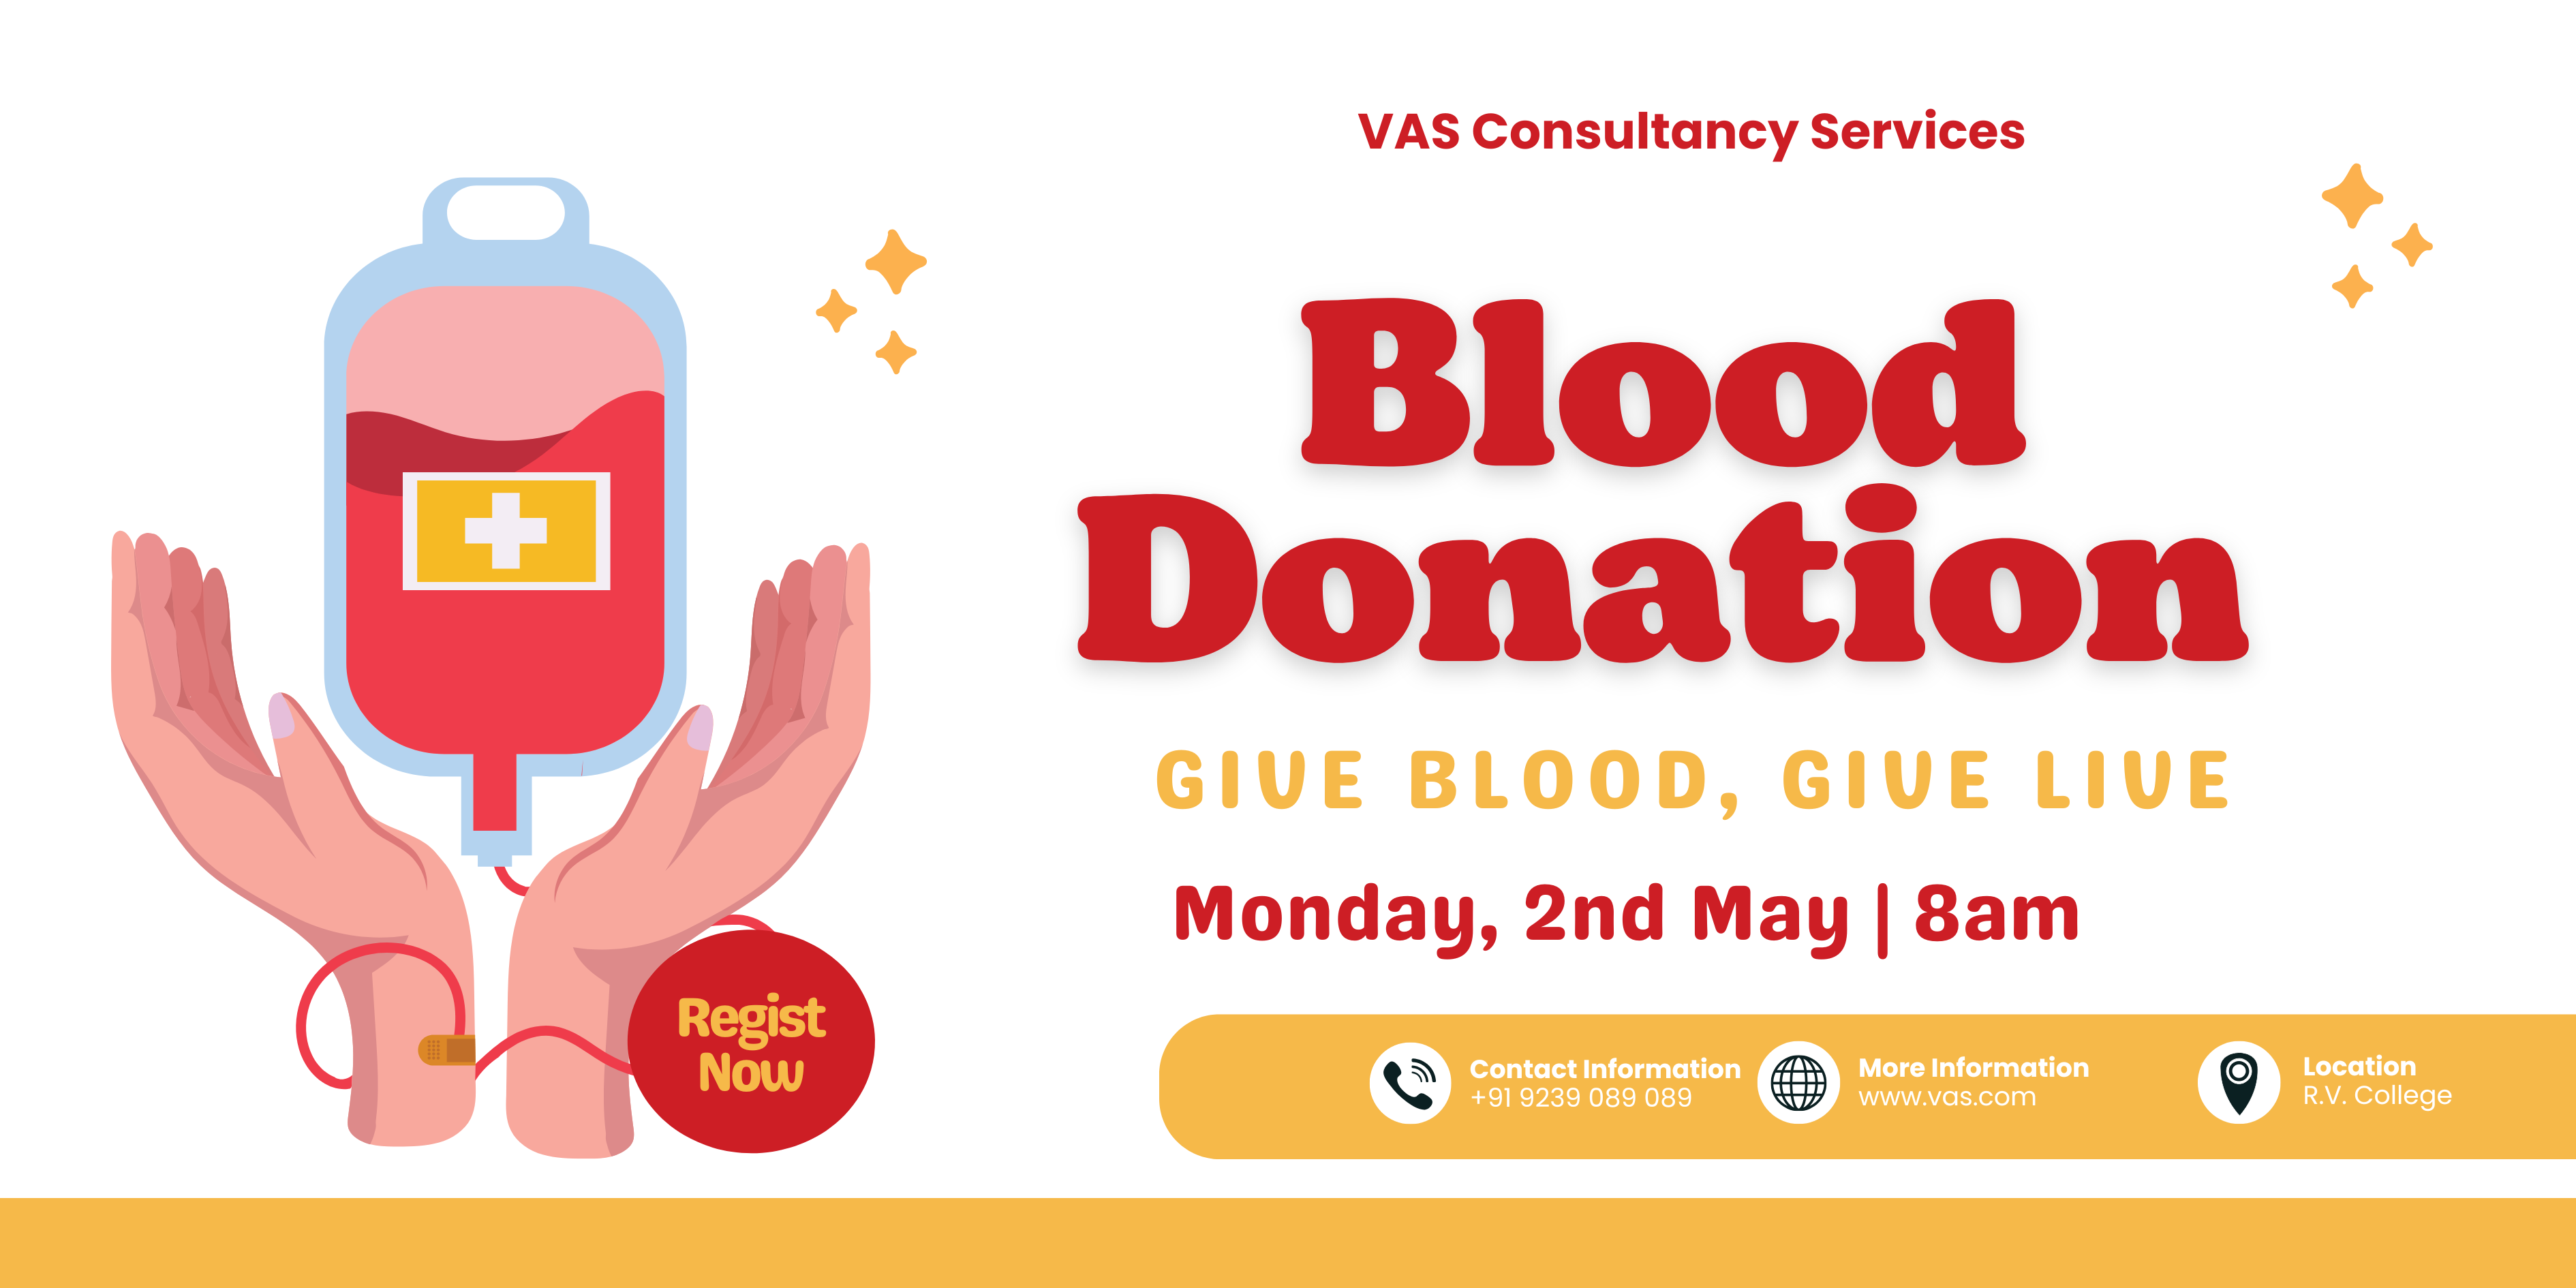 VAS Consultancy Services
Blood
Donation
GIVE BLOOD, GIVE LIVE
Monday, 2nd May | 8am
Regist
Now
Contact Information
+91 9239 089 089
More Information
www.vas.com
Location
R.V. College